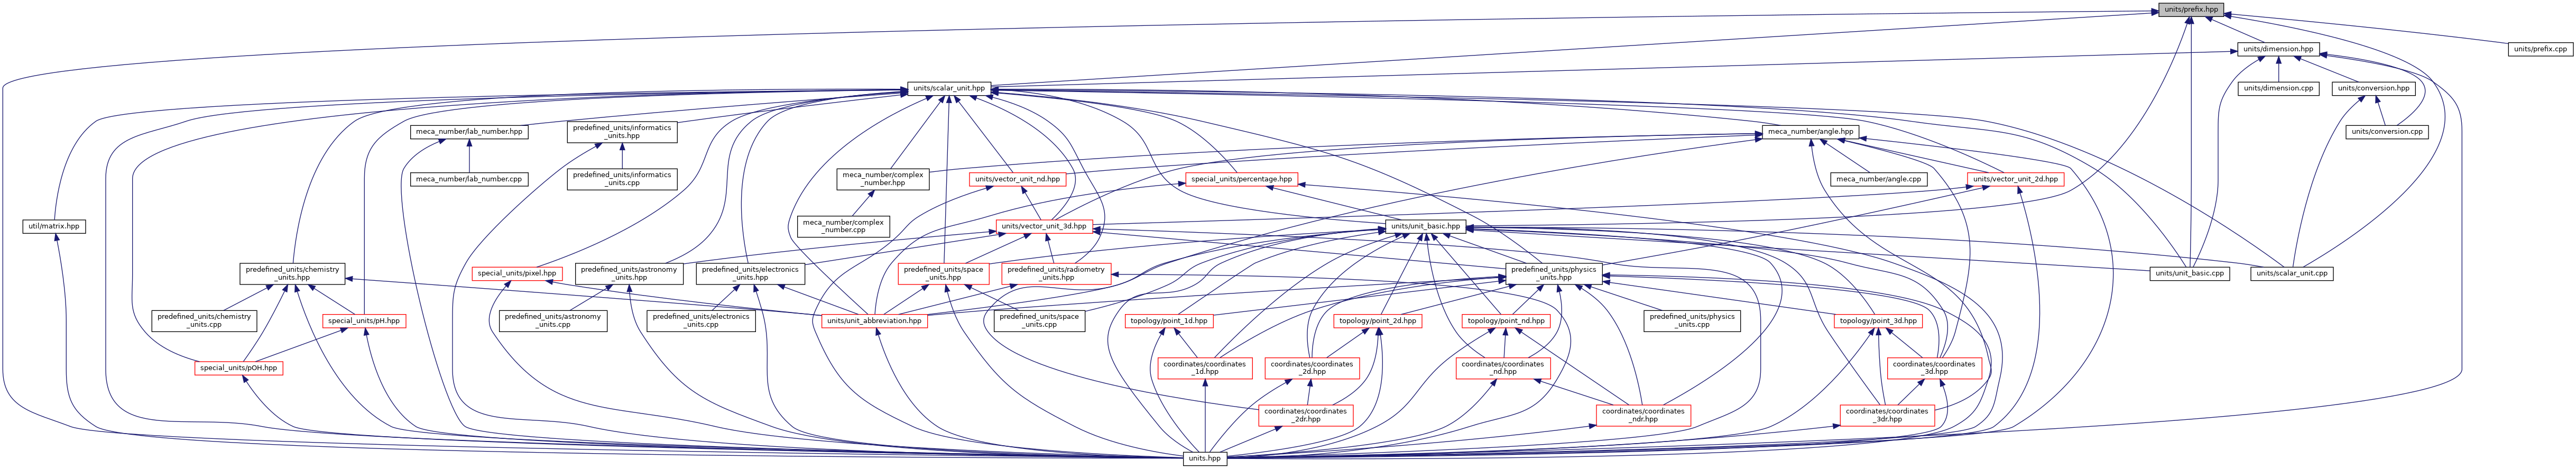 units/prefix.hpp
units/dimension.hpp
units/prefix.cpp
units/scalar_unit.hpp
units/dimension.cpp
units/conversion.hpp
meca_number/lab_number.hpp
predefined_units/informatics
_units.hpp
meca_number/angle.hpp
units/conversion.cpp
meca_number/lab_number.cpp
predefined_units/informatics
_units.cpp
meca_number/complex
_number.hpp
units/vector_unit_nd.hpp
special_units/percentage.hpp
meca_number/angle.cpp
units/vector_unit_2d.hpp
util/matrix.hpp
meca_number/complex
_number.cpp
units/vector_unit_3d.hpp
units/unit_basic.hpp
predefined_units/chemistry
_units.hpp
special_units/pixel.hpp
predefined_units/astronomy
_units.hpp
predefined_units/electronics
_units.hpp
predefined_units/space
_units.hpp
predefined_units/radiometry
_units.hpp
predefined_units/physics
_units.hpp
units/unit_basic.cpp
units/scalar_unit.cpp
predefined_units/chemistry
_units.cpp
special_units/pH.hpp
predefined_units/astronomy
_units.cpp
predefined_units/electronics
_units.cpp
units/unit_abbreviation.hpp
predefined_units/space
_units.cpp
topology/point_1d.hpp
topology/point_2d.hpp
topology/point_nd.hpp
predefined_units/physics
_units.cpp
topology/point_3d.hpp
special_units/pOH.hpp
coordinates/coordinates
_1d.hpp
coordinates/coordinates
_2d.hpp
coordinates/coordinates
_nd.hpp
coordinates/coordinates
_3d.hpp
coordinates/coordinates
_2dr.hpp
coordinates/coordinates
_ndr.hpp
coordinates/coordinates
_3dr.hpp
units.hpp